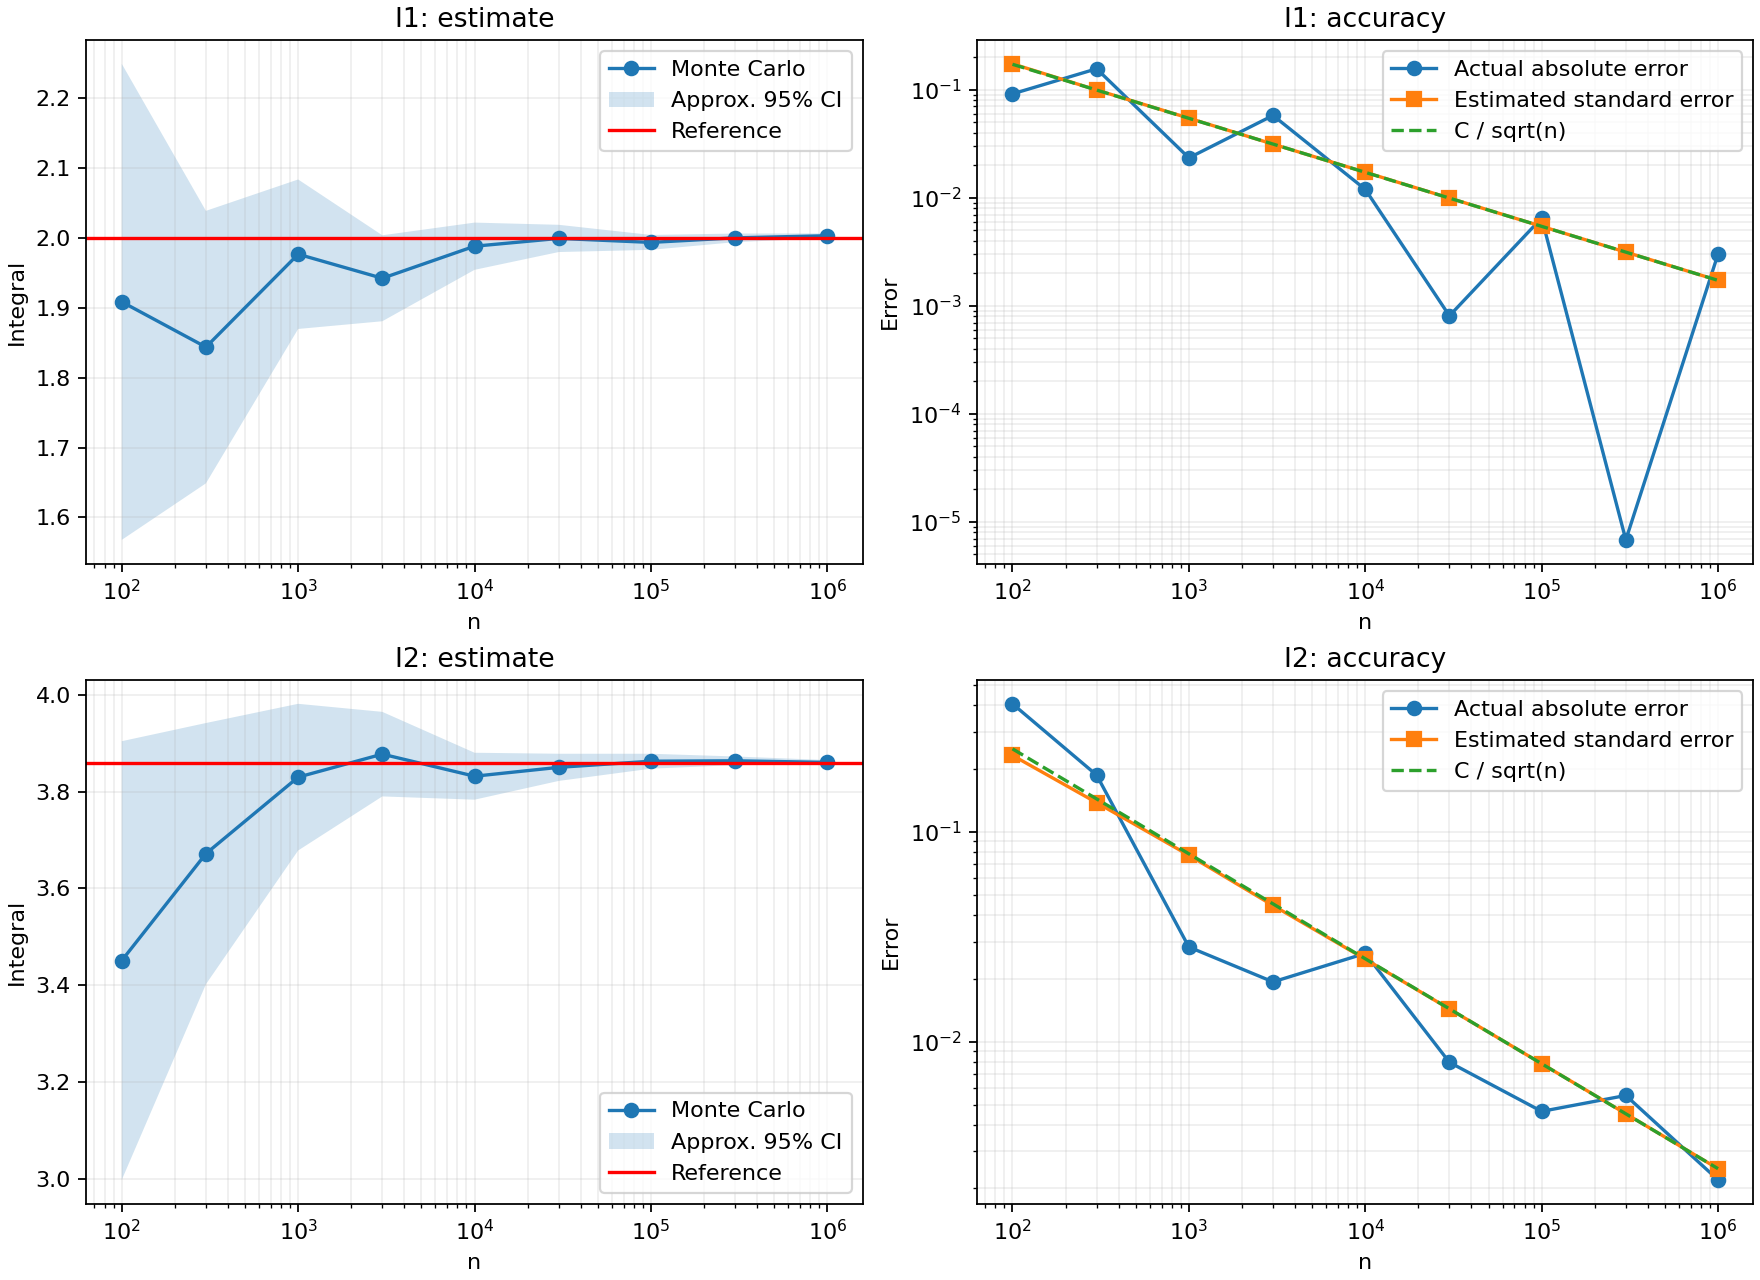 I1: estimate
Integral
2.2
2.1
2.0
1.9
1.8
1.7
1.6
Monte Carlo
Approx. 95% CI
Reference
10²
10³
10⁴
10⁵
10⁶
n
I1: accuracy
Error
10⁻¹
10⁻²
10⁻³
10⁻⁴
10⁻⁵
Actual absolute error
Estimated standard error
C / sqrt(n)
10²
10³
10⁴
10⁵
10⁶
n
I2: estimate
Integral
4.0
3.8
3.6
3.4
3.2
3.0
Monte Carlo
Approx. 95% CI
Reference
10²
10³
10⁴
10⁵
10⁶
n
I2: accuracy
Error
10⁻¹
10⁻²
Actual absolute error
Estimated standard error
C / sqrt(n)
10²
10³
10⁴
10⁵
10⁶
n